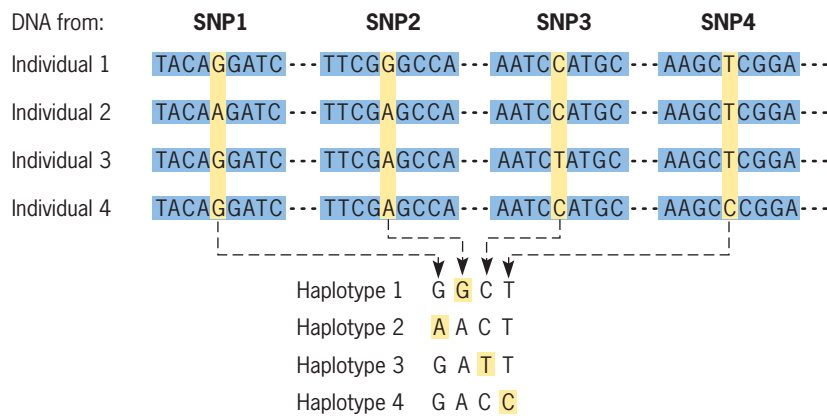 DNA from: SNP1 SNP2 SNP3 SNP4
Individual 1 TACAGGATC --- TTCGGGCCA --- AATCCATGC --- AAGCTCGGA ---
Individual 2 TACAAGATC --- TTCGAGCCA --- AATCCATGC --- AAGCTCGGA ---
Individual 3 TACAGGATC --- TTCGAGCCA --- AATCTATGC --- AAGCTCGGA ---
Individual 4 TACAGGATC --- TTCGAGCCA --- AATCCATGC --- AAGCCCGGA ---
Haplotype 1 G G C T
Haplotype 2 A A C T
Haplotype 3 G A T T
Haplotype 4 G A C C